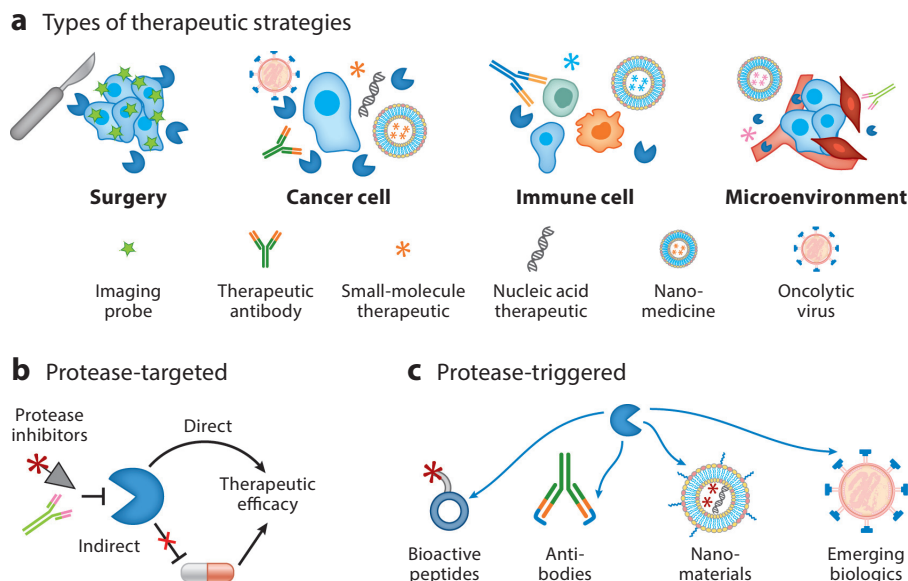 a Types of therapeutic strategies
Surgery
Cancer cell
Immune cell
Microenvironment
Imaging
probe
Therapeutic
antibody
Small-molecule
therapeutic
Nucleic acid
therapeutic
Nano-
medicine
Oncolytic
virus
b Protease-targeted
Protease
inhibitors
Direct
Therapeutic
efficacy
Indirect
c Protease-triggered
Bioactive
peptides
Anti-
bodies
Nano-
materials
Emerging
biologics